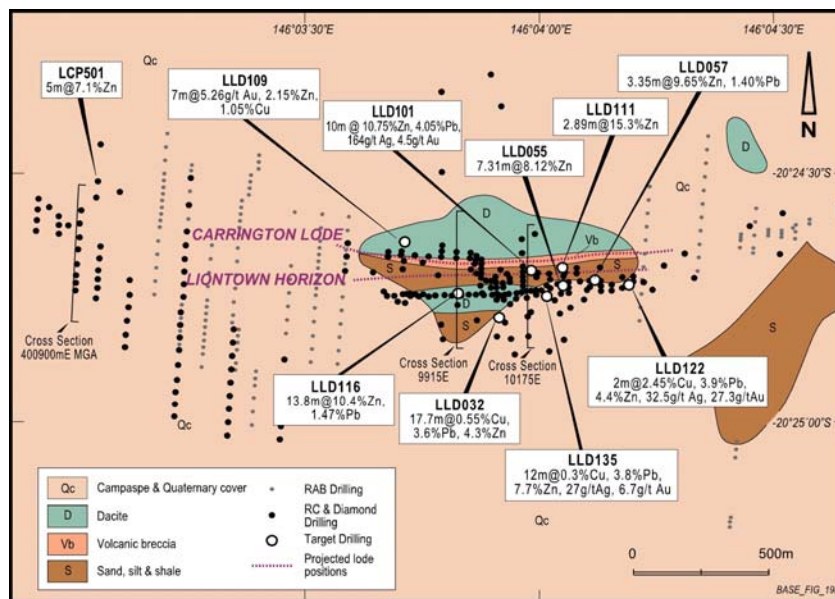 146°03'30"E
146°04'00"E
146°04'30"E
Qc
N
LCP501
5m@7.1%Zn
LLD109
7m@5.26g/t Au, 2.15%Zn,
1.05%Cu
LLD101
10m @ 10.75%Zn, 4.05%Pb,
164g/t Ag, 4.5g/t Au
LLD057
3.35m@9.65%Zn, 1.40%Pb
LLD111
2.89m@15.3%Zn
LLD055
7.31m@8.12%Zn
D
-20°24'30"S
Qc
D
CARRINGTON LODE
Vb
LIONTOWN HORIZON
S
S
D
S
S
Cross Section
400900mE MGA
Cross Section
9915E
Cross Section
10175E
LLD116
13.8m@10.4%Zn,
1.47%Pb
LLD032
17.7m@0.55%Cu,
3.6%Pb, 4.3%Zn
LLD122
2m@2.45%Cu, 3.9%Pb,
4.4%Zn, 32.5g/t Ag, 27.3g/tAu
Qc
-20°25'00"S
LLD135
12m@0.3%Cu, 3.8%Pb,
7.7%Zn, 27g/tAg, 6.7g/t Au
Qc
Qc Campaspe & Quaternary cover
D Dacite
Vb Volcanic breccia
S Sand, silt & shale
RAB Drilling
RC & Diamond
Drilling
Target Drilling
Projected lode
positions
0 500m
BASE_FIG_19